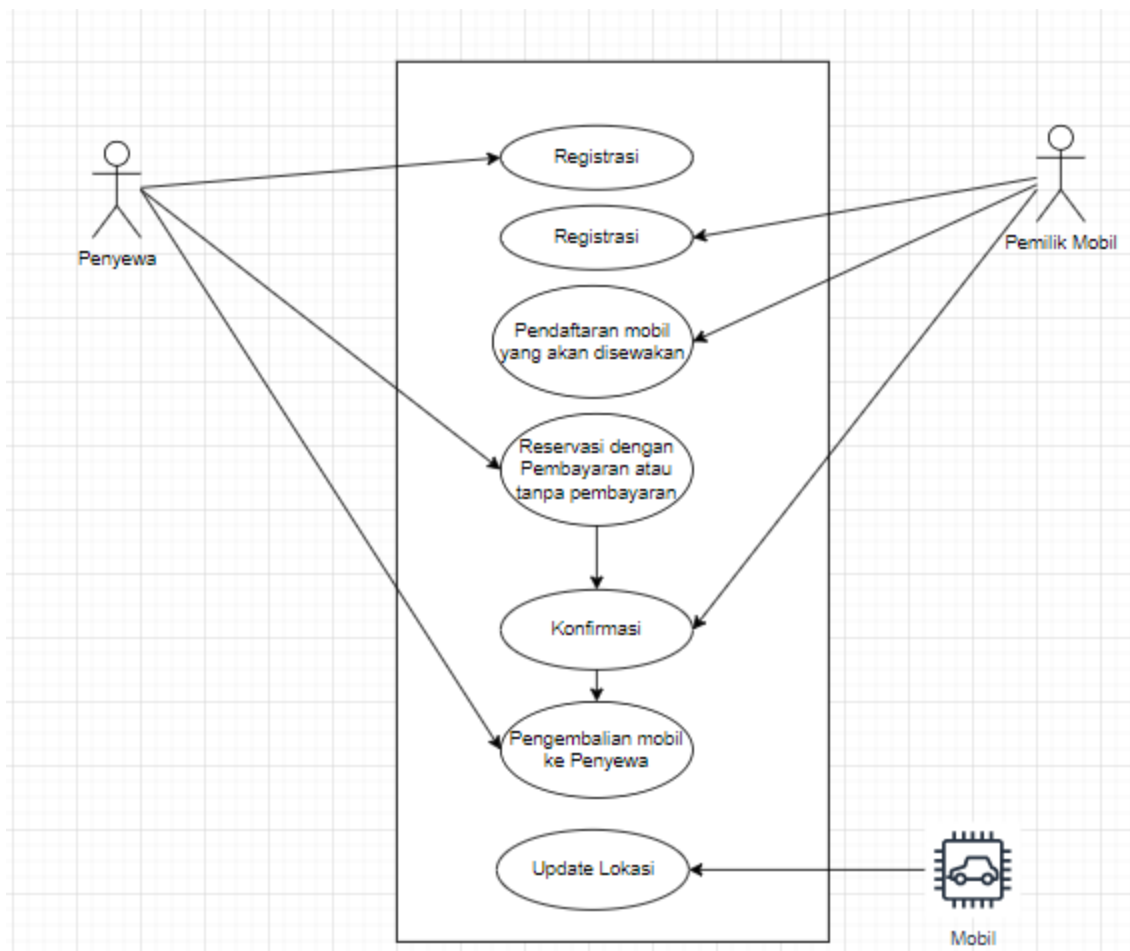 Registrasi
Penyewa
Registrasi
Pemilik Mobil
Pendaftaran mobil
yang akan disewakan
Reservasi dengan
Pembayaran atau
tanpa pembayaran
Konfirmasi
Pengembalian mobil
ke Penyewa
Update Lokasi
Mobil